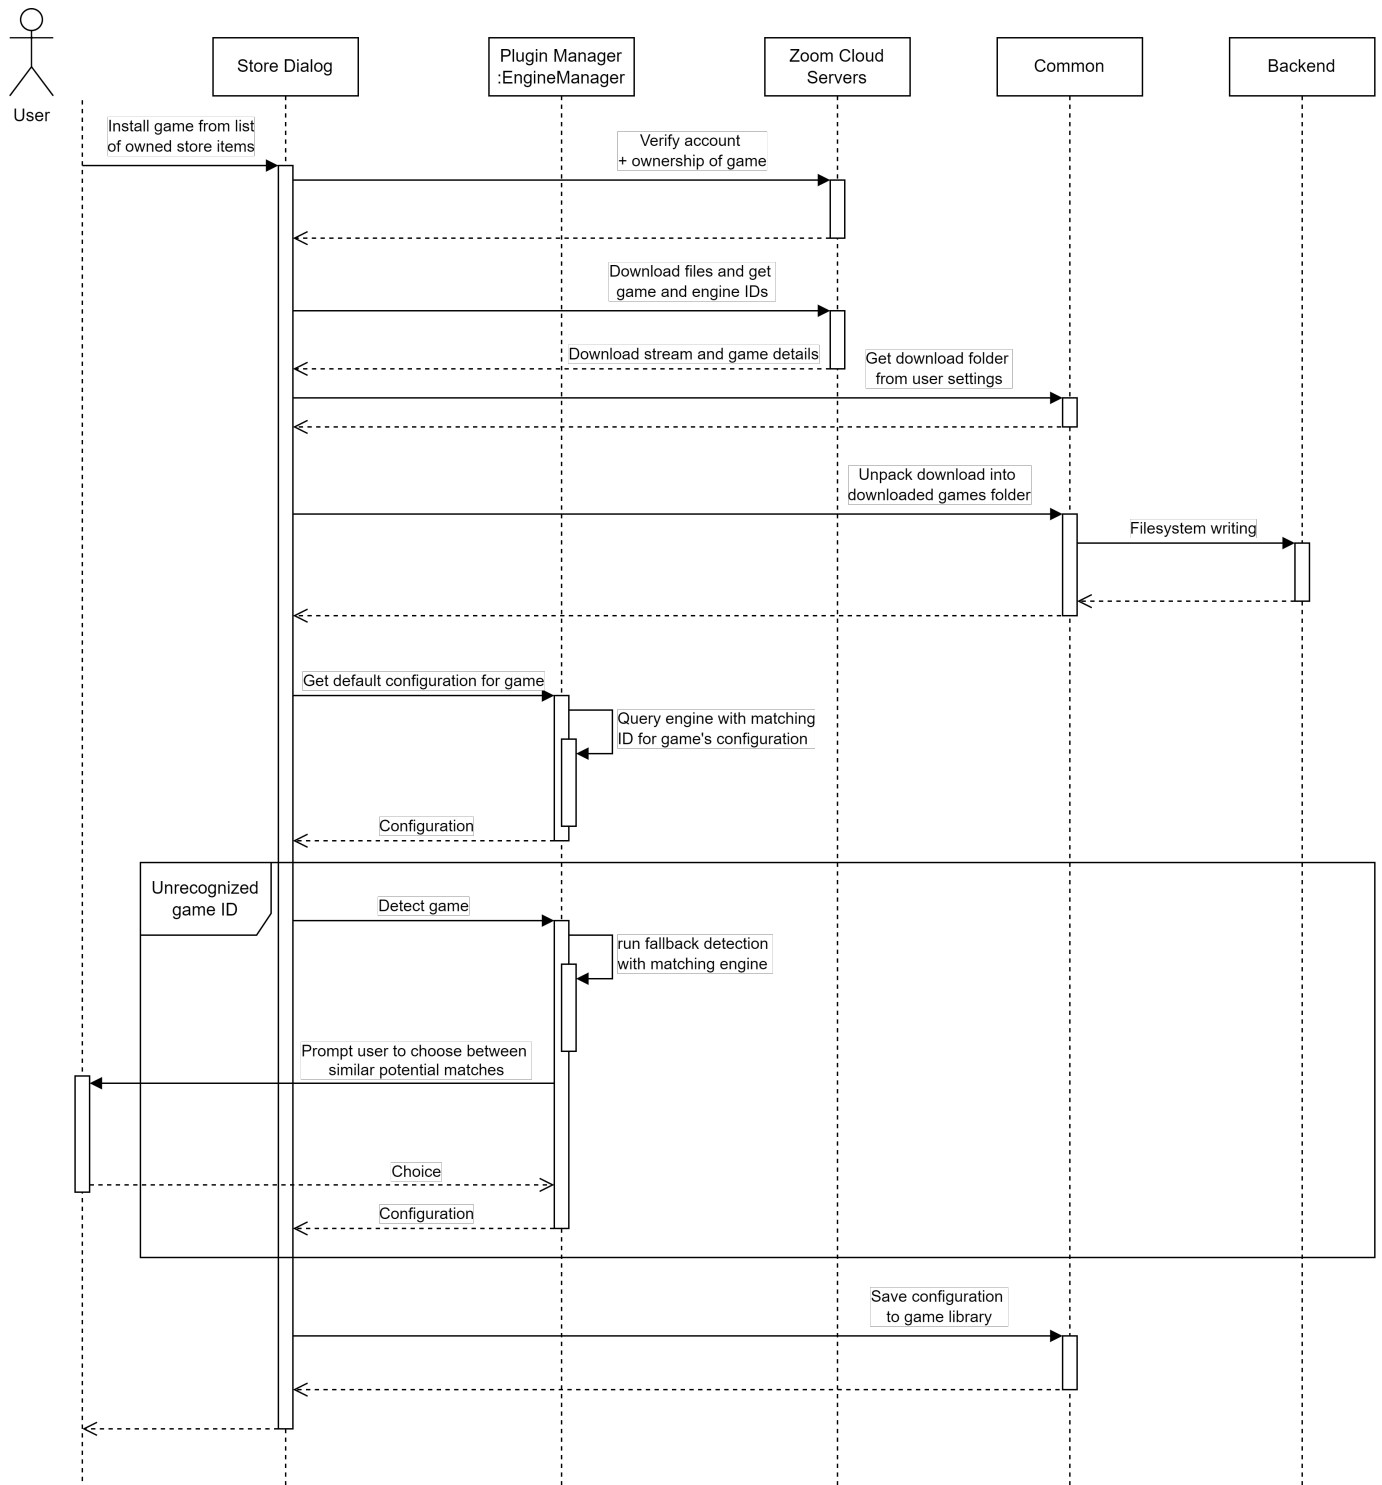 User
Store Dialog
Plugin Manager
:EngineManager
Zoom Cloud
Servers
Common
Backend
Install game from list
of owned store items
Verify account
+ ownership of game
Download files and get
game and engine IDs
Download stream and game details
Get download folder
from user settings
Unpack download into
downloaded games folder
Filesystem writing
Get default configuration for game
Query engine with matching
ID for game's configuration
Configuration
Unrecognized
game ID
Detect game
run fallback detection
with matching engine
Prompt user to choose between
similar potential matches
Choice
Configuration
Save configuration
to game library